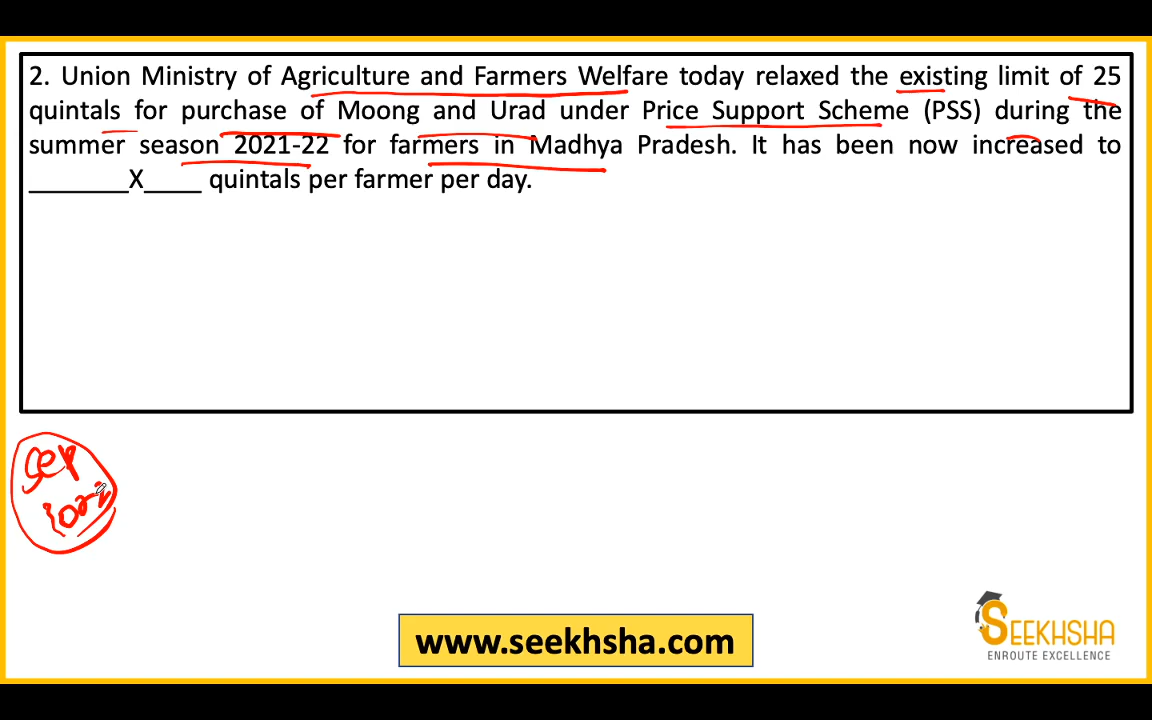 2. Union Ministry of Agriculture and Farmers Welfare today relaxed the existing limit of 25
quintals for purchase of Moong and Urad under Price Support Scheme (PSS) during the
summer season 2021-22 for farmers in Madhya Pradesh. It has been now increased to
_______X____ quintals per farmer per day.
www.seekhsha.com
SEEKHSHA
ENROUTE EXCELLENCE